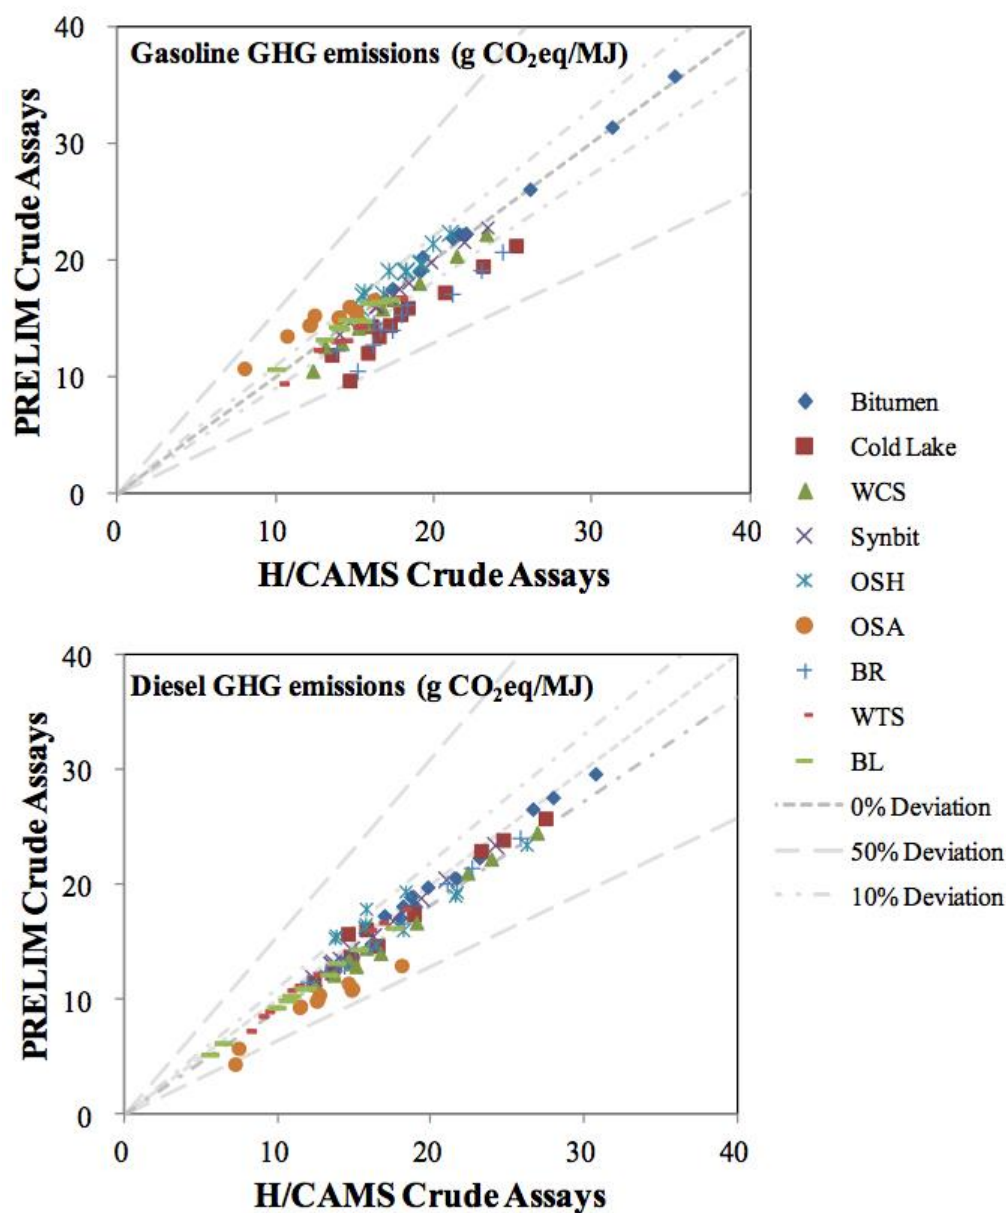 Gasoline GHG emissions (g CO₂eq/MJ)
PRELIM Crude Assays
40
30
20
10
0
0 10 20 30 40
H/CAMS Crude Assays
Bitumen
Cold Lake
WCS
Synbit
OSH
OSA
BR
WTS
BL
0% Deviation
50% Deviation
10% Deviation
Diesel GHG emissions (g CO₂eq/MJ)
PRELIM Crude Assays
40
30
20
10
0
0 10 20 30 40
H/CAMS Crude Assays